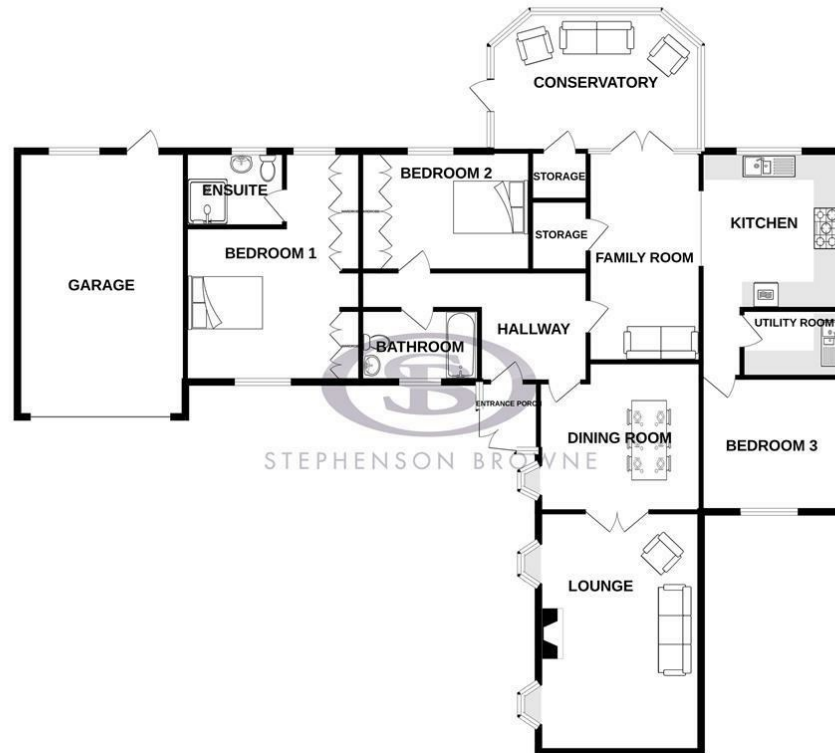 CONSERVATORY
ENSUITE
BEDROOM 2
STORAGE
BEDROOM 1
STORAGE
KITCHEN
FAMILY ROOM
GARAGE
HALLWAY
UTILITY ROOM
BATHROOM
ENTRANCE PORCH
DINING ROOM
BEDROOM 3
SB
STEPHENSON BROWNE
LOUNGE